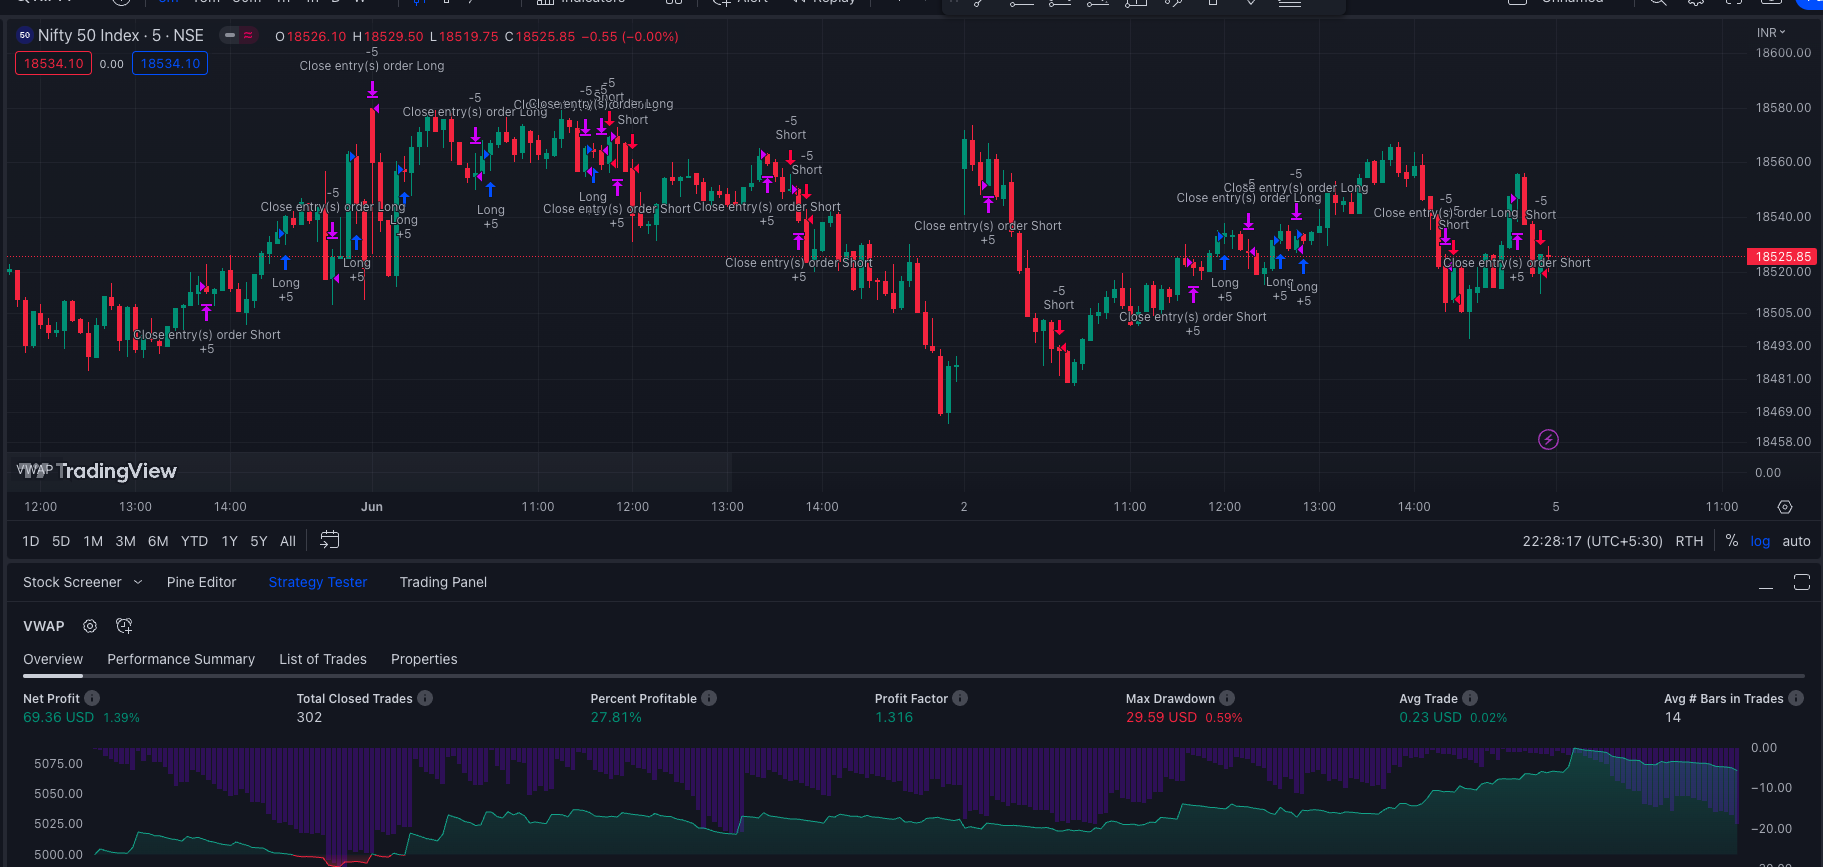 Nifty 50 Index · 5 · NSE
O18526.10 H18529.50 L18519.75 C18525.85 −0.55 (−0.00%)
INR
18534.10 0.00 18534.10
18600.00
18580.00
18560.00
18540.00
18525.85
18520.00
18505.00
18493.00
18481.00
18469.00
18458.00
0.00
-5
Close entry(s) order Long
-5
Close entry(s) order Long
-5
Close entry(s) order Long
-5
Short
Short
-5
Short
-5
Short
-5
Close entry(s) order Long
Long
+5
Long
+5
Long
+5
Long
+5
Long
Close entry(s) order Short
+5
Close entry(s) order Short
+5
Close entry(s) order Short
+5
Close entry(s) order Short
+5
Close entry(s) order Short
+5
-5
Short
Close entry(s) order Short
+5
Close entry(s) order Long
-5
Close entry(s) order Long
Long
+5
Long
+5
Long
+5
-5
Close entry(s) order Long
-5
Short
-5
Short
Close entry(s) order Short
+5
VWAP
TradingView
12:00 13:00 14:00 Jun 11:00 12:00 13:00 14:00 2 11:00 12:00 13:00 14:00 5 11:00
1D 5D 1M 3M 6M YTD 1Y 5Y All
22:28:17 (UTC+5:30) RTH % log auto
Stock Screener Pine Editor Strategy Tester Trading Panel
VWAP
Overview Performance Summary List of Trades Properties
Net Profit Total Closed Trades Percent Profitable Profit Factor Max Drawdown Avg Trade Avg # Bars in Trades
69.36 USD 1.39% 302 27.81% 1.316 29.59 USD 0.59% 0.23 USD 0.02% 14
5075.00
5050.00
5025.00
5000.00
0.00
−10.00
−20.00